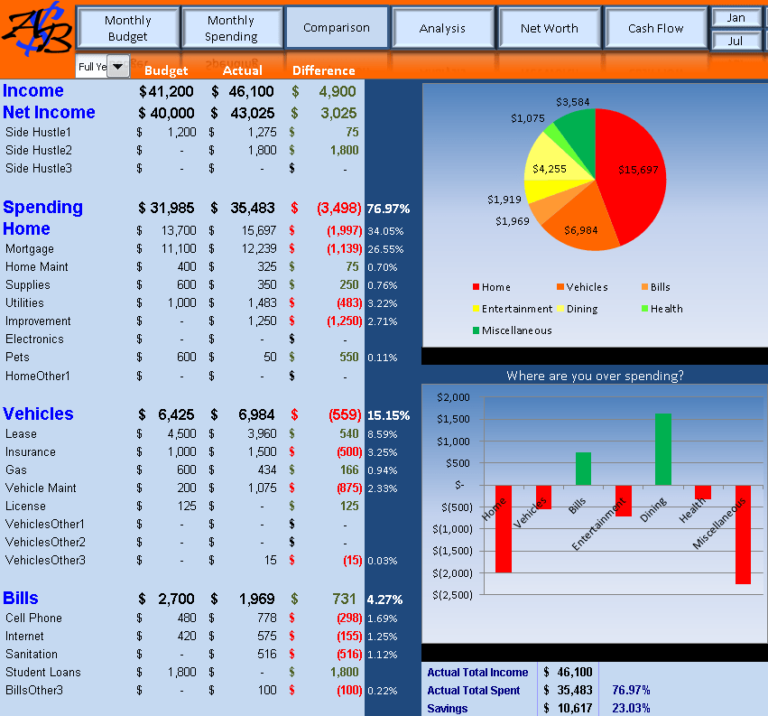 A$B
Monthly Budget
Monthly Spending
Comparison
Analysis
Net Worth
Cash Flow
Jan
Jul
Full Ye
Budget Actual Difference
Income $41,200 $ 46,100 $ 4,900
Net Income $ 40,000 $ 43,025 $ 3,025
Side Hustle1 $ 1,200 $ 1,275 $ 75
Side Hustle2 $ - $ 1,800 $ 1,800
Side Hustle3 $ - $ - $ -
Spending $ 31,985 $ 35,483 $ (3,498) 76.97%
Home $ 13,700 $ 15,697 $ (1,997) 34.05%
Mortgage $ 11,100 $ 12,239 $ (1,139) 26.55%
Home Maint $ 400 $ 325 $ 75 0.70%
Supplies $ 600 $ 350 $ 250 0.76%
Utilities $ 1,000 $ 1,483 $ (483) 3.22%
Improvement $ - $ 1,250 $ (1,250) 2.71%
Electronics $ - $ - $ -
Pets $ 600 $ 50 $ 550 0.11%
HomeOther1 $ - $ - $ -
Vehicles $ 6,425 $ 6,984 $ (559) 15.15%
Lease $ 4,500 $ 3,960 $ 540 8.59%
Insurance $ 1,000 $ 1,500 $ (500) 3.25%
Gas $ 600 $ 434 $ 166 0.94%
Vehicle Maint $ 200 $ 1,075 $ (875) 2.33%
License $ 125 $ - $ 125
VehiclesOther1 $ - $ - $ -
VehiclesOther2 $ - $ - $ -
VehiclesOther3 $ - $ 15 $ (15) 0.03%
Bills $ 2,700 $ 1,969 $ 731 4.27%
Cell Phone $ 480 $ 778 $ (298) 1.69%
Internet $ 420 $ 575 $ (155) 1.25%
Sanitation $ - $ 516 $ (516) 1.12%
Student Loans $ 1,800 $ - $ 1,800
BillsOther3 $ - $ 100 $ (100) 0.22%
$3,584
$1,075
$15,697
$4,255
$1,919
$1,969
$6,984
Home Vehicles Bills
Entertainment Dining Health
Miscellaneous
Where are you over spending?
$2,000
$1,500
$1,000
$500
$-
$(500)
$(1,000)
$(1,500)
$(2,000)
$(2,500)
Home
Vehicles
Bills
Entertainment
Dining
Health
Miscellaneous
Actual Total Income $ 46,100
Actual Total Spent $ 35,483 76.97%
Savings $ 10,617 23.03%